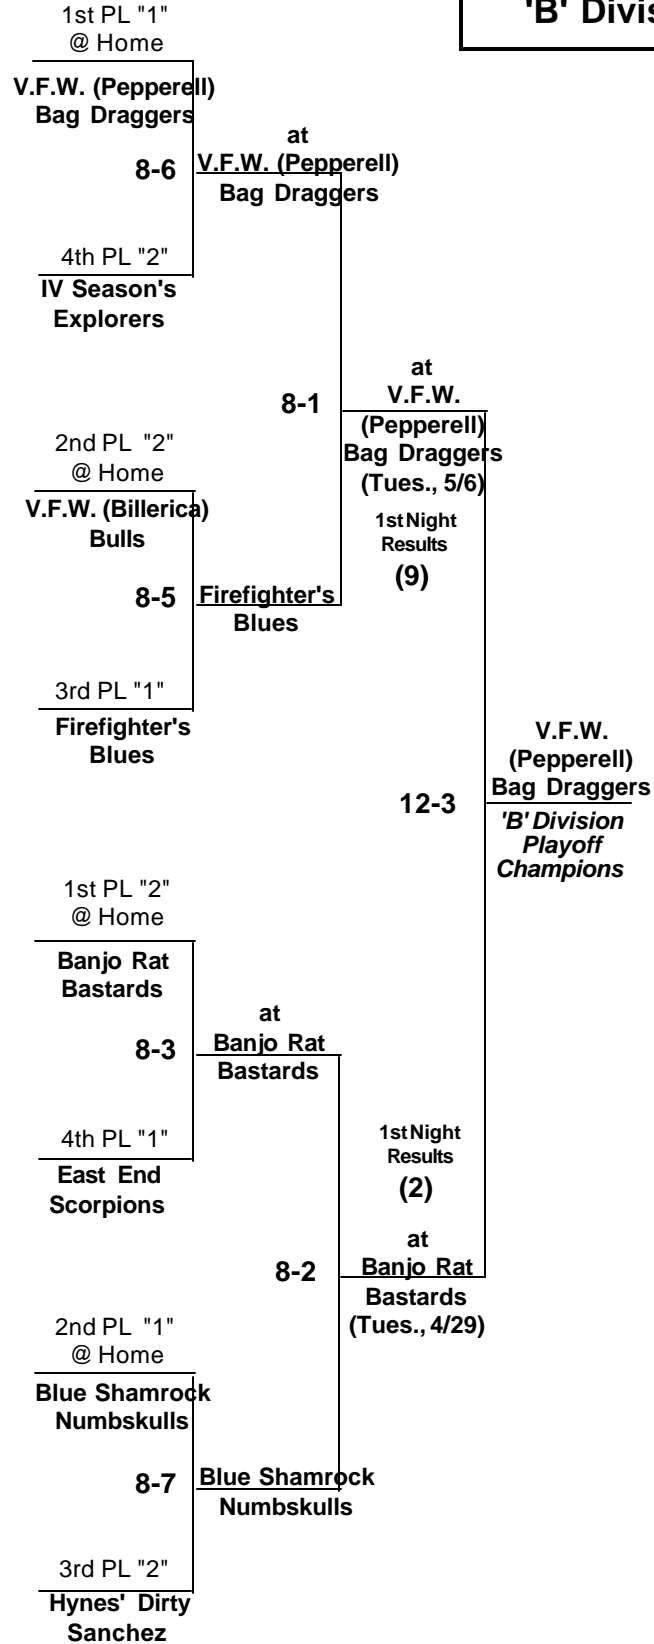 'B' Divis
1st PL "1"
@ Home
V.F.W. (Pepperell)
Bag Draggers
8-6
at
V.F.W. (Pepperell)
Bag Draggers
4th PL "2"
IV Season's
Explorers
8-1
at
V.F.W.
(Pepperell)
Bag Draggers
(Tues., 5/6)
1st Night
Results
(9)
2nd PL "2"
@ Home
V.F.W. (Billerica)
Bulls
8-5
Firefighter's
Blues
3rd PL "1"
Firefighter's
Blues
12-3
V.F.W.
(Pepperell)
Bag Draggers
'B' Division
Playoff
Champions
1st PL "2"
@ Home
Banjo Rat
Bastards
8-3
at
Banjo Rat
Bastards
4th PL "1"
East End
Scorpions
1st Night
Results
(2)
8-2
at
Banjo Rat
Bastards
(Tues., 4/29)
2nd PL "1"
@ Home
Blue Shamrock
Numbskulls
8-7
Blue Shamrock
Numbskulls
3rd PL "2"
Hynes' Dirty
Sanchez